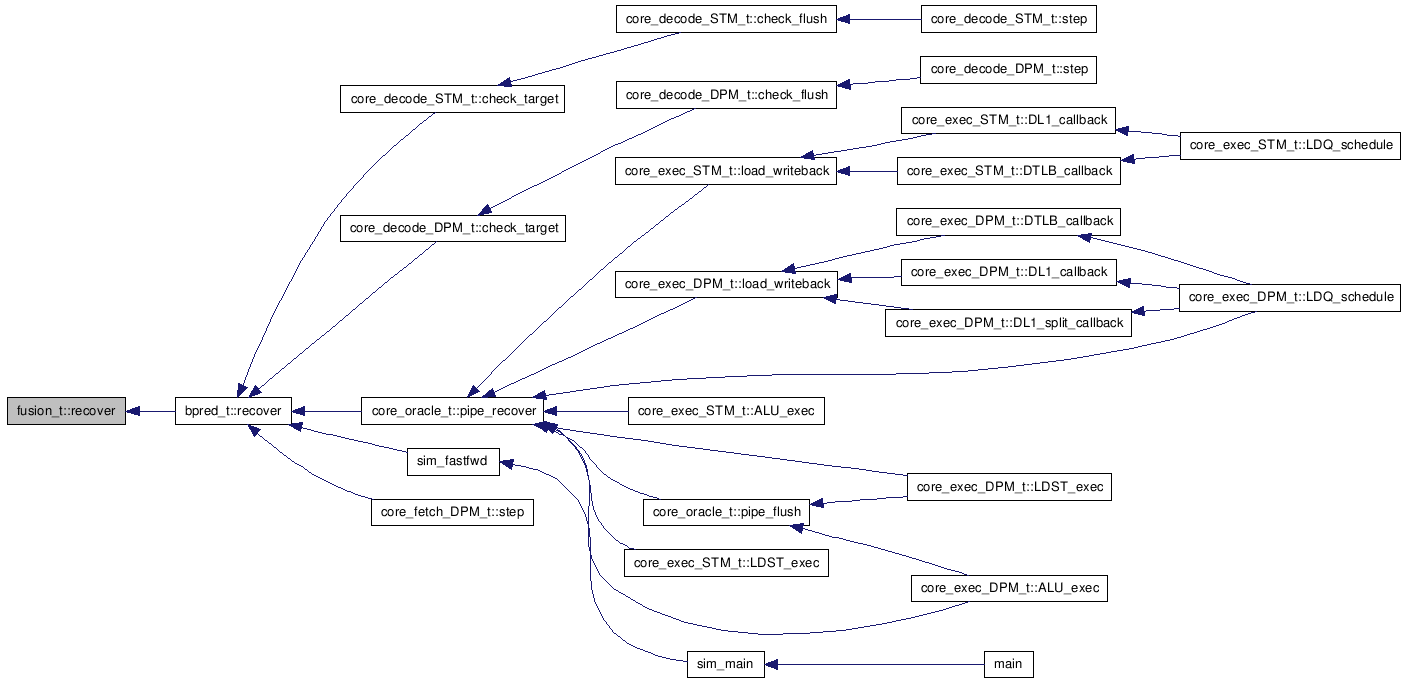 core_decode_STM_t::check_flush
core_decode_STM_t::step
core_decode_DPM_t::step
core_decode_STM_t::check_target
core_decode_DPM_t::check_flush
core_exec_STM_t::DL1_callback
core_exec_STM_t::LDQ_schedule
core_exec_STM_t::load_writeback
core_exec_STM_t::DTLB_callback
core_decode_DPM_t::check_target
core_exec_DPM_t::DTLB_callback
core_exec_DPM_t::DL1_callback
core_exec_DPM_t::load_writeback
core_exec_DPM_t::LDQ_schedule
core_exec_DPM_t::DL1_split_callback
fusion_t::recover
bpred_t::recover
core_oracle_t::pipe_recover
core_exec_STM_t::ALU_exec
sim_fastfwd
core_exec_DPM_t::LDST_exec
core_fetch_DPM_t::step
core_oracle_t::pipe_flush
core_exec_STM_t::LDST_exec
core_exec_DPM_t::ALU_exec
sim_main
main